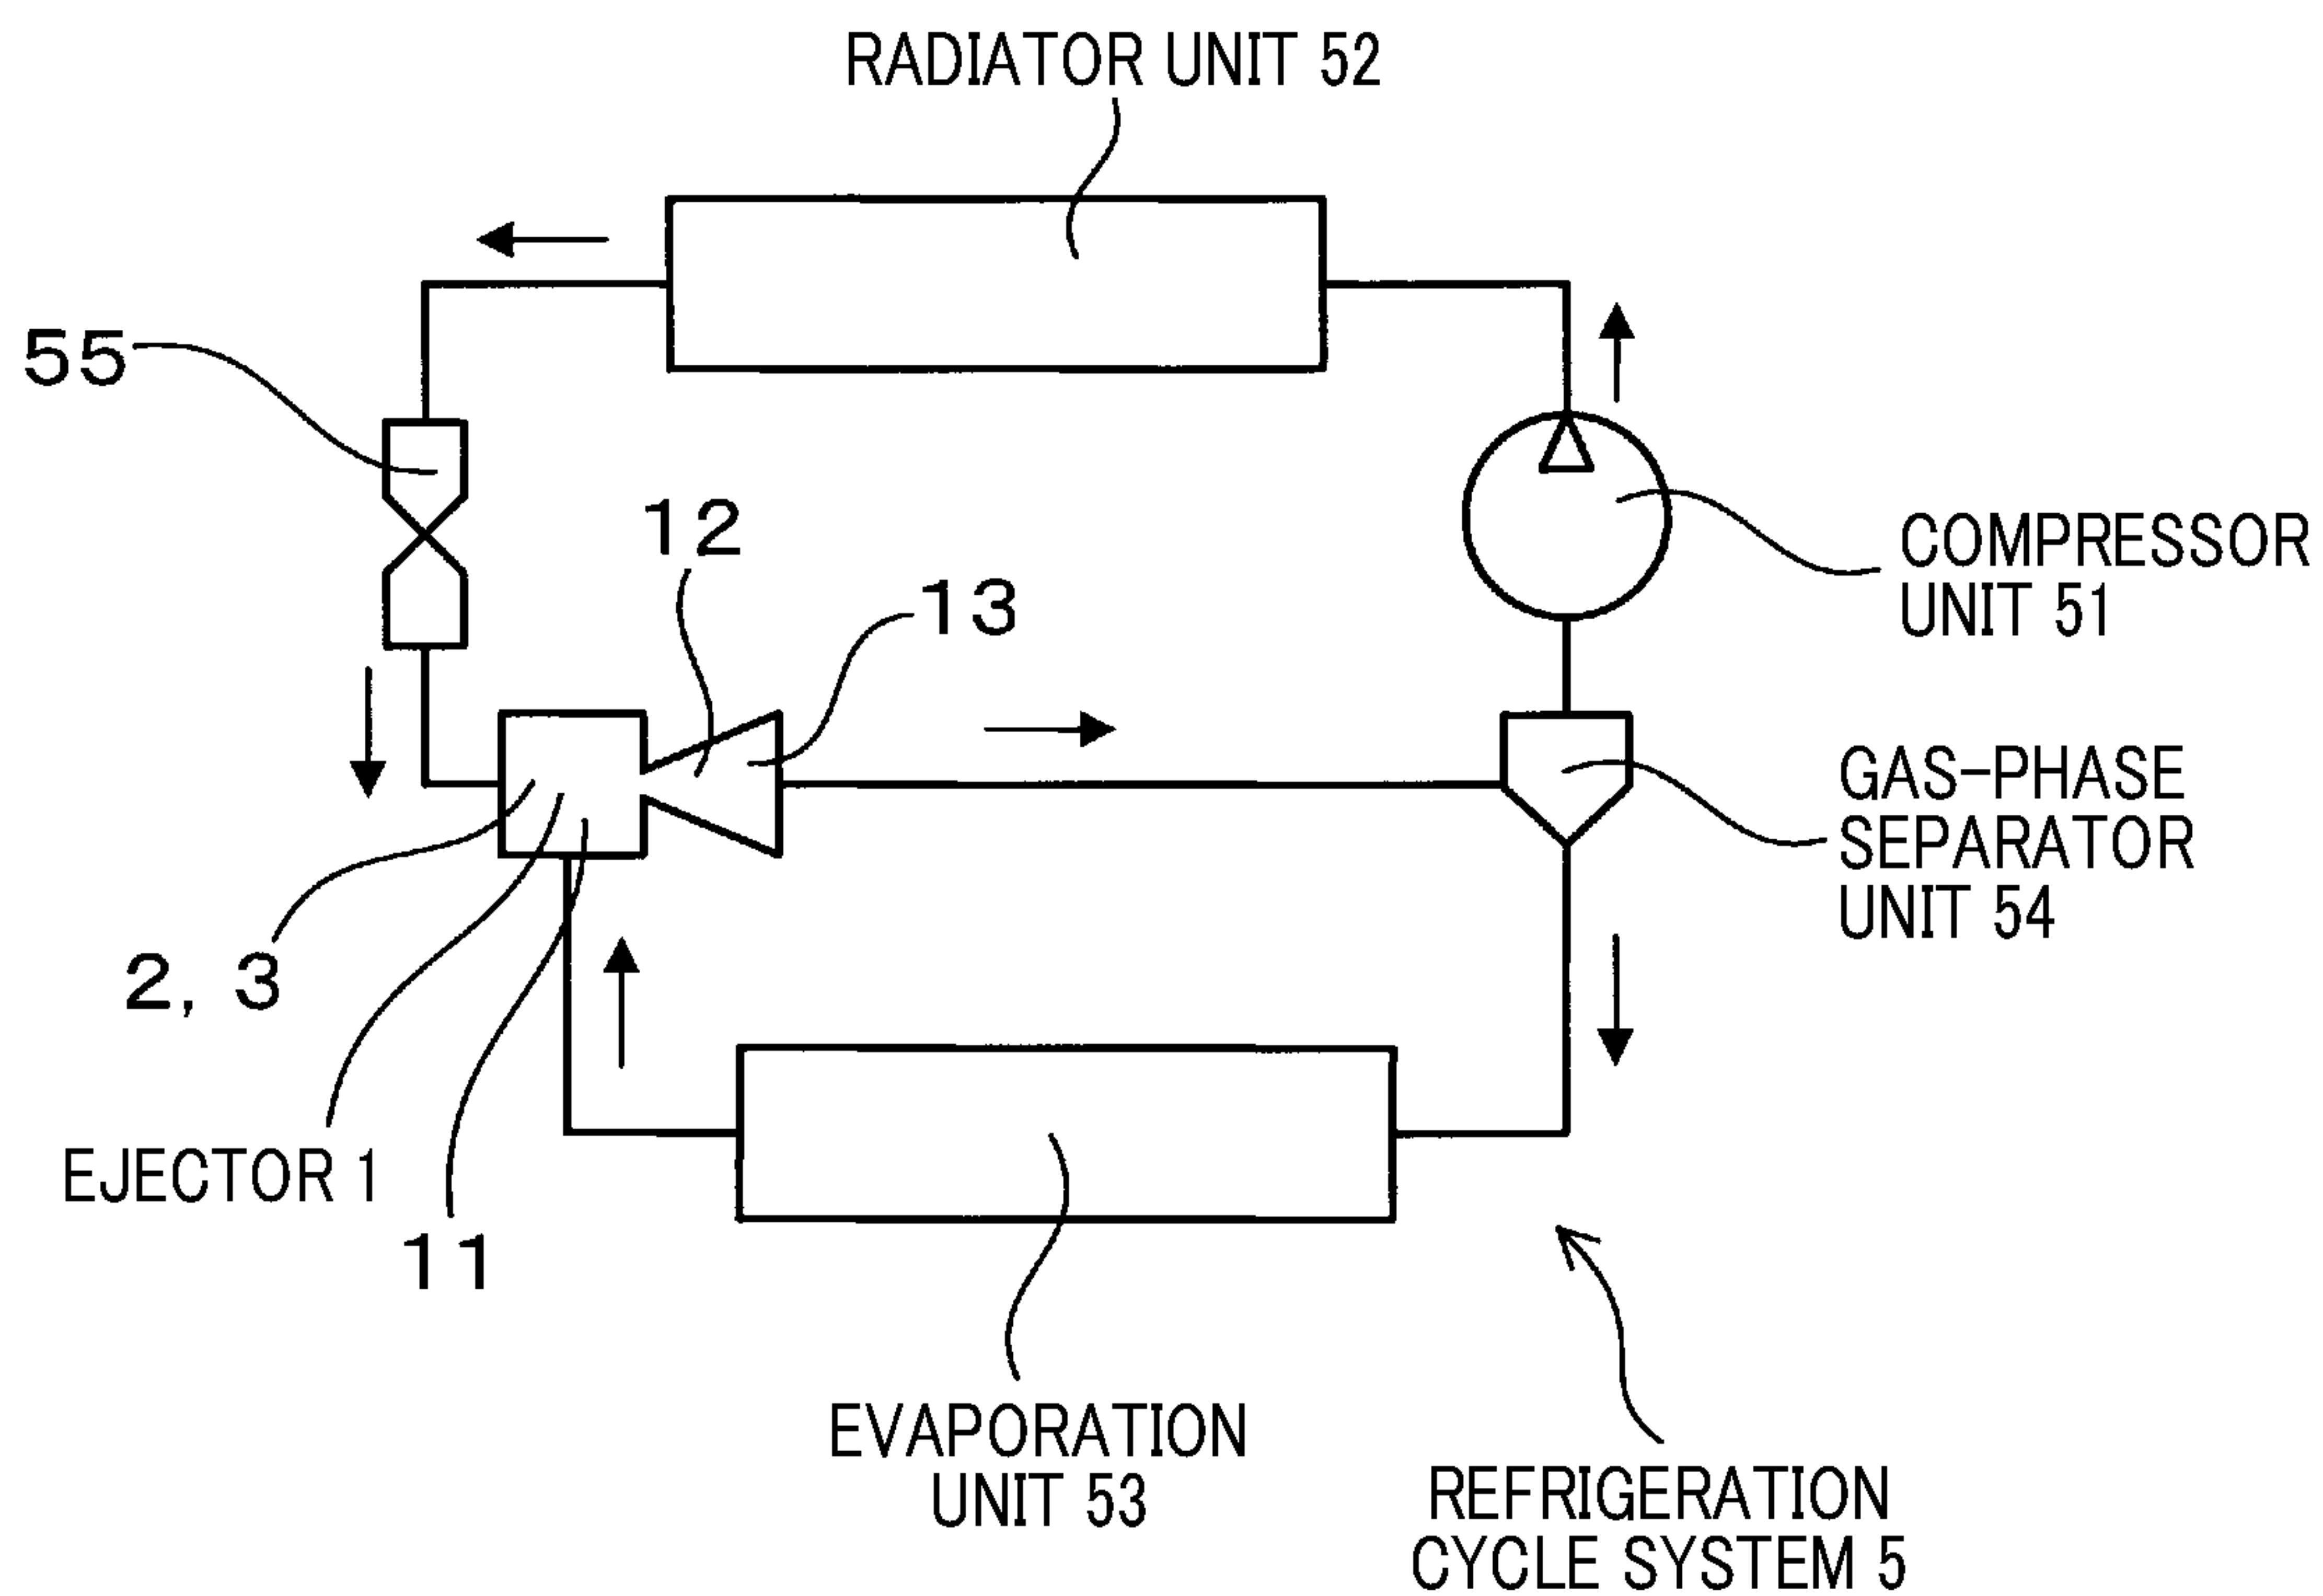 RADIATOR UNIT 52
55
12
13
COMPRESSOR
UNIT 51
GAS-PHASE
SEPARATOR
UNIT 54
2, 3
EJECTOR 1
11
EVAPORATION
UNIT 53
REFRIGERATION
CYCLE SYSTEM 5